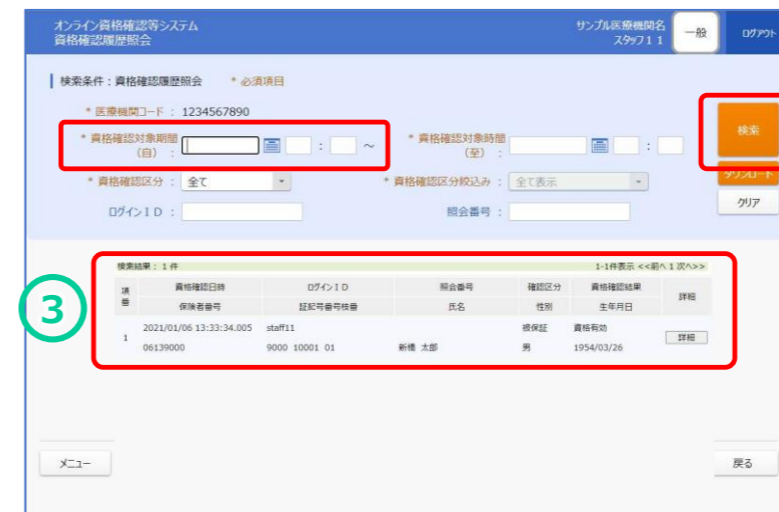 オンライン資格確認等システム
資格確認履歴照会
サンプル医療機関名
スタッフ１１
一般
ログアウト
検索条件：資格確認履歴照会 * 必須項目
* 医療機関コード ： 1234567890
* 資格確認対象期間
(自) ： : ～
* 資格確認対象時間
(至) ： :
* 資格確認区分 ： 全て
* 資格確認区分絞込み ： 全て表示
ログインＩＤ ：
照会番号 ：
検索
ダウンロード
クリア
③
検索結果：1 件 1-1件表示 <<前へ 1 次へ>>
項番 資格確認日時 ログインＩＤ 照会番号 確認区分 資格確認結果 詳細
保険者番号 証記号番号枝番 氏名 性別 生年月日
1 2021/01/06 13:33:34.005 staff11 被保証 資格有効 詳細
06139000 9000 10001 01 新橋 太郎 男 1954/03/26
メニュー
戻る